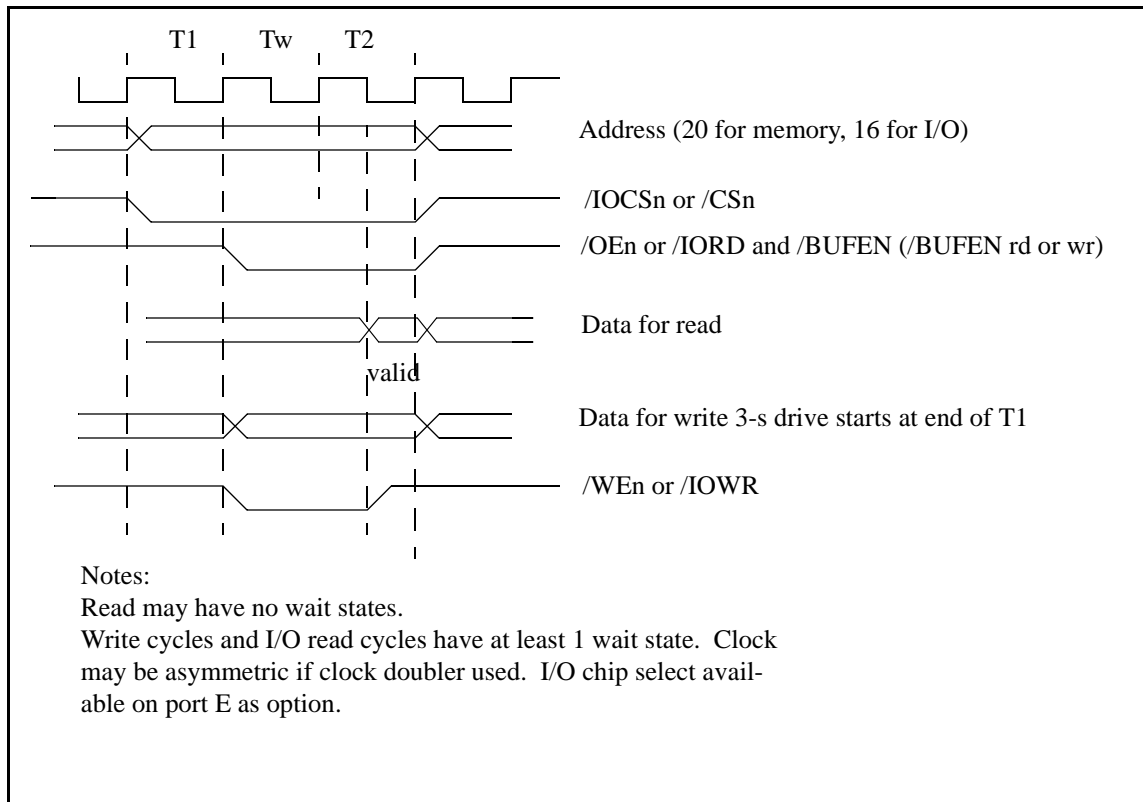 T1 Tw T2
Address (20 for memory, 16 for I/O)
/IOCSn or /CSn
/OEn or /IORD and /BUFEN (/BUFEN rd or wr)
Data for read
valid
Data for write 3-s drive starts at end of T1
/WEn or /IOWR
Notes:
Read may have no wait states.
Write cycles and I/O read cycles have at least 1 wait state.  Clock
may be asymmetric if clock doubler used.  I/O chip select avail-
able on port E as option.